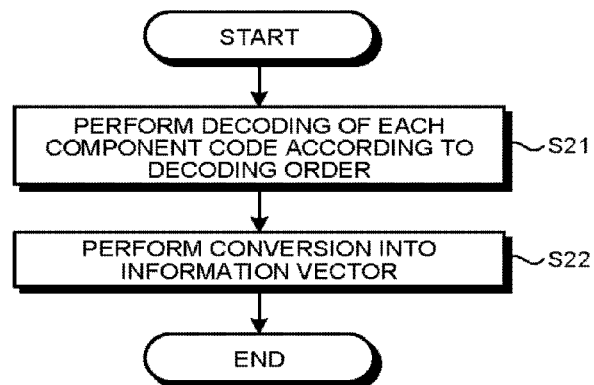 START
PERFORM DECODING OF EACH
COMPONENT CODE ACCORDING TO
DECODING ORDER
S21
PERFORM CONVERSION INTO
INFORMATION VECTOR
S22
END